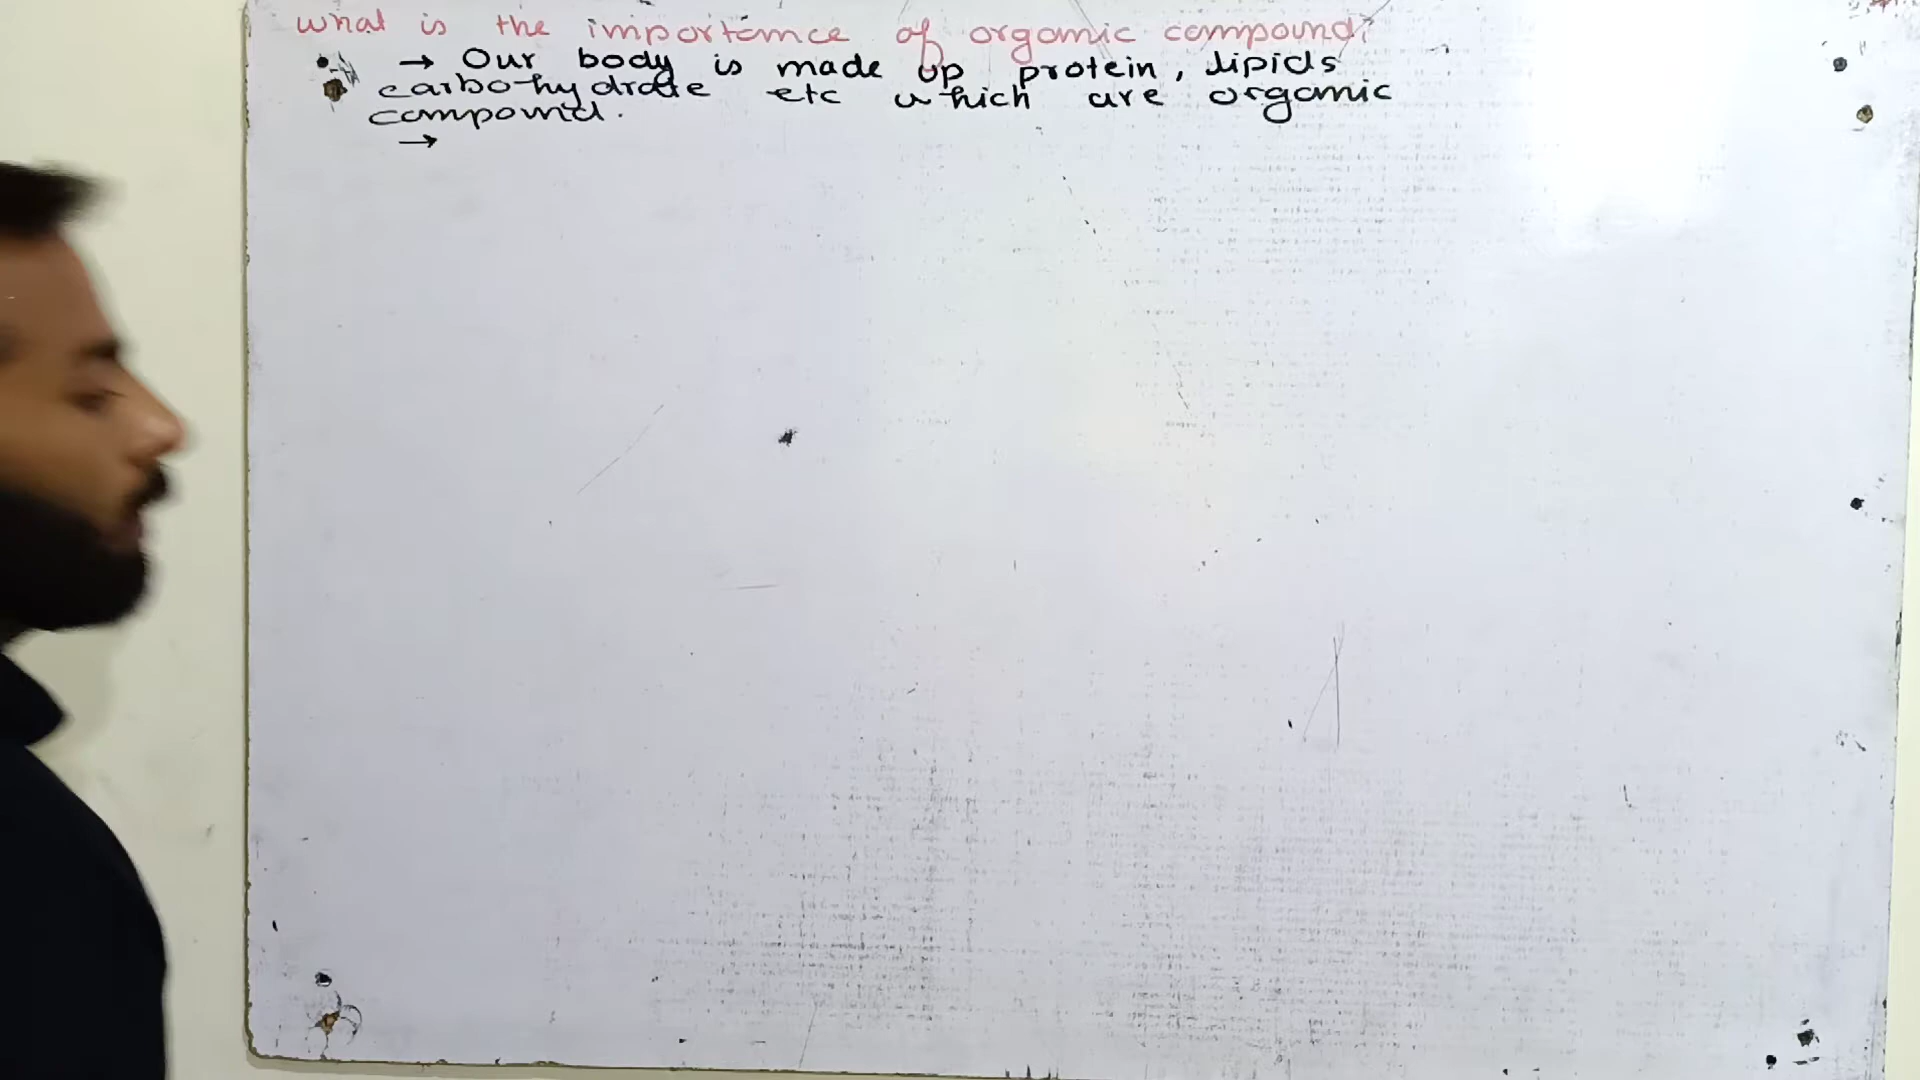 What is the importance of organic compound?
→ Our body is made up protein, lipids
carbohydrate etc which are organic
compound.
→